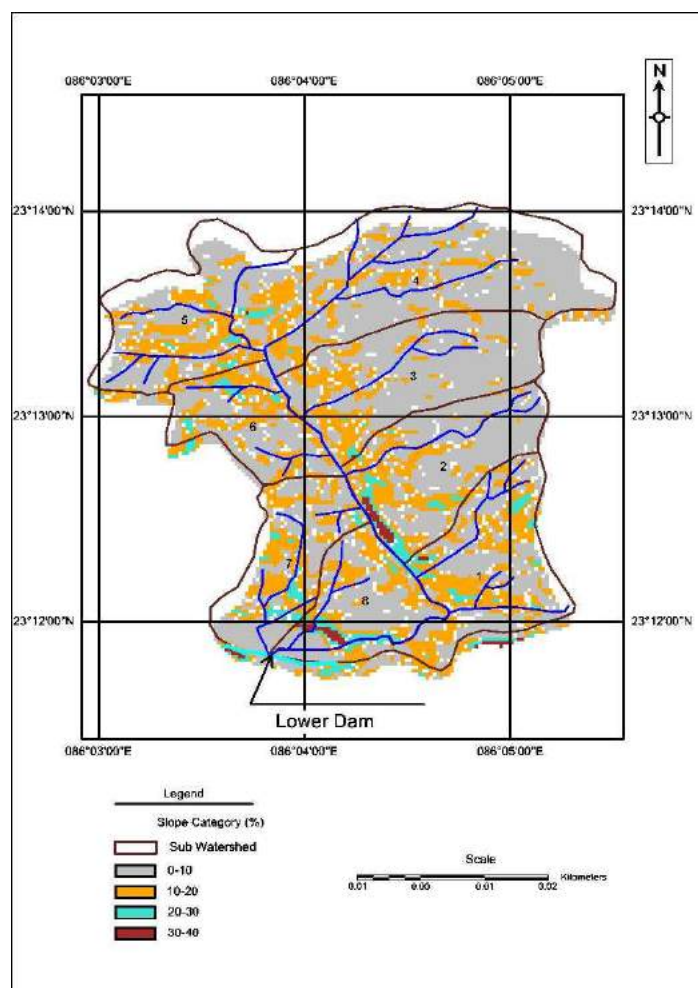 086°03'00"E 086°04'00"E 086°05'00"E
N
23°14'00"N 23°14'00"N
4
5
3
23°13'00"N 23°13'00"N
6
2
7 1
8
23°12'00"N 23°12'00"N
Lower Dam
086°03'00"E 086°04'00"E 086°05'00"E
Legend
Slope Category (%)
Sub Watershed
0-10
10-20
20-30
30-40
Scale
0.01 0.00 0.01 0.02 Kilometers